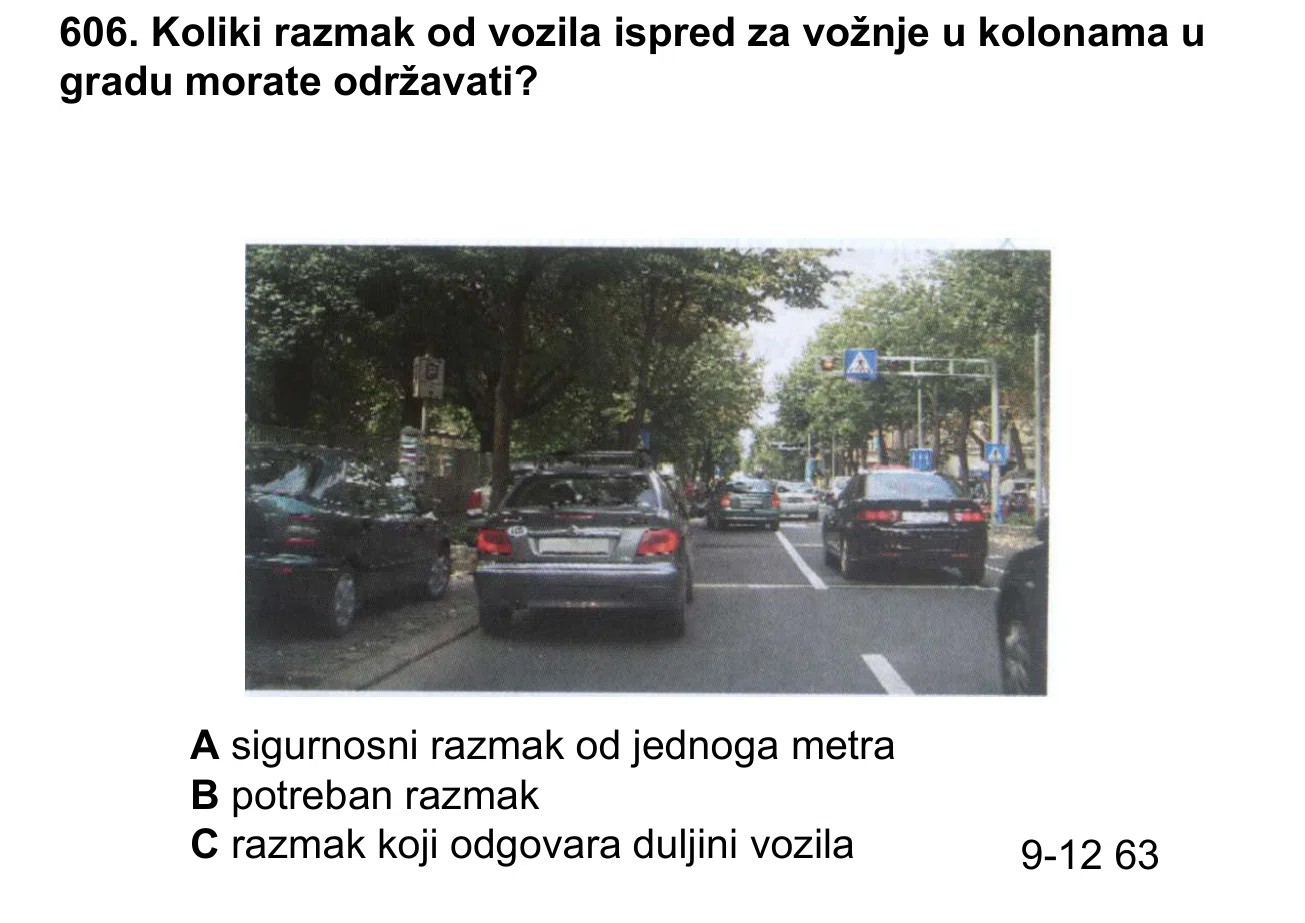 606. Koliki razmak od vozila ispred za vožnje u kolonama u
gradu morate održavati?
A sigurnosni razmak od jednoga metra
B potreban razmak
C razmak koji odgovara duljini vozila
9-12 63